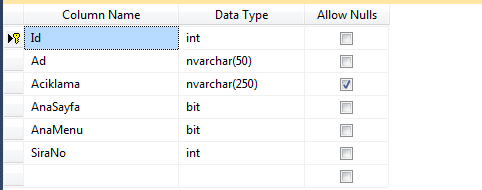 Column Name Data Type Allow Nulls
Id int
Ad nvarchar(50)
Aciklama nvarchar(250)
AnaSayfa bit
AnaMenu bit
SiraNo int